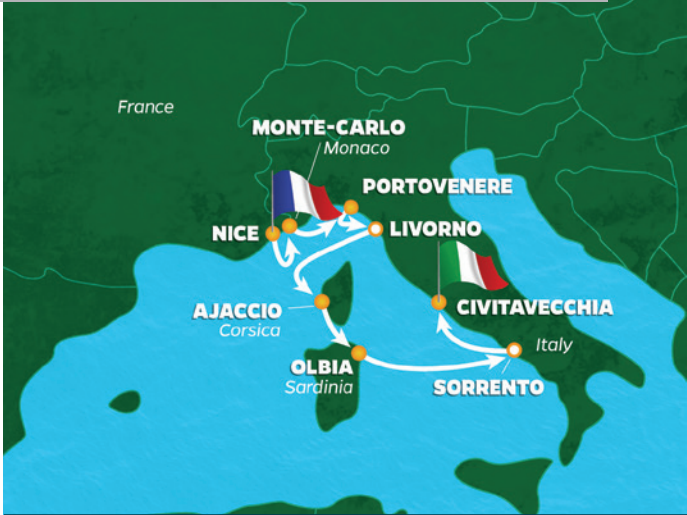 France
MONTE-CARLO
Monaco
PORTOVENERE
NICE
LIVORNO
AJACCIO
Corsica
CIVITAVECCHIA
OLBIA
Sardinia
Italy
SORRENTO